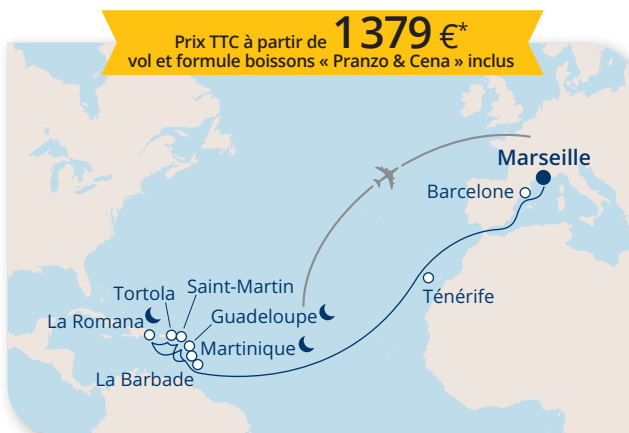 Prix TTC à partir de 1 379 €*
vol et formule boissons « Pranzo & Cena » inclus
Marseille
Barcelone
Ténérife
Saint-Martin
Tortola
Guadeloupe
La Romana
Martinique
La Barbade